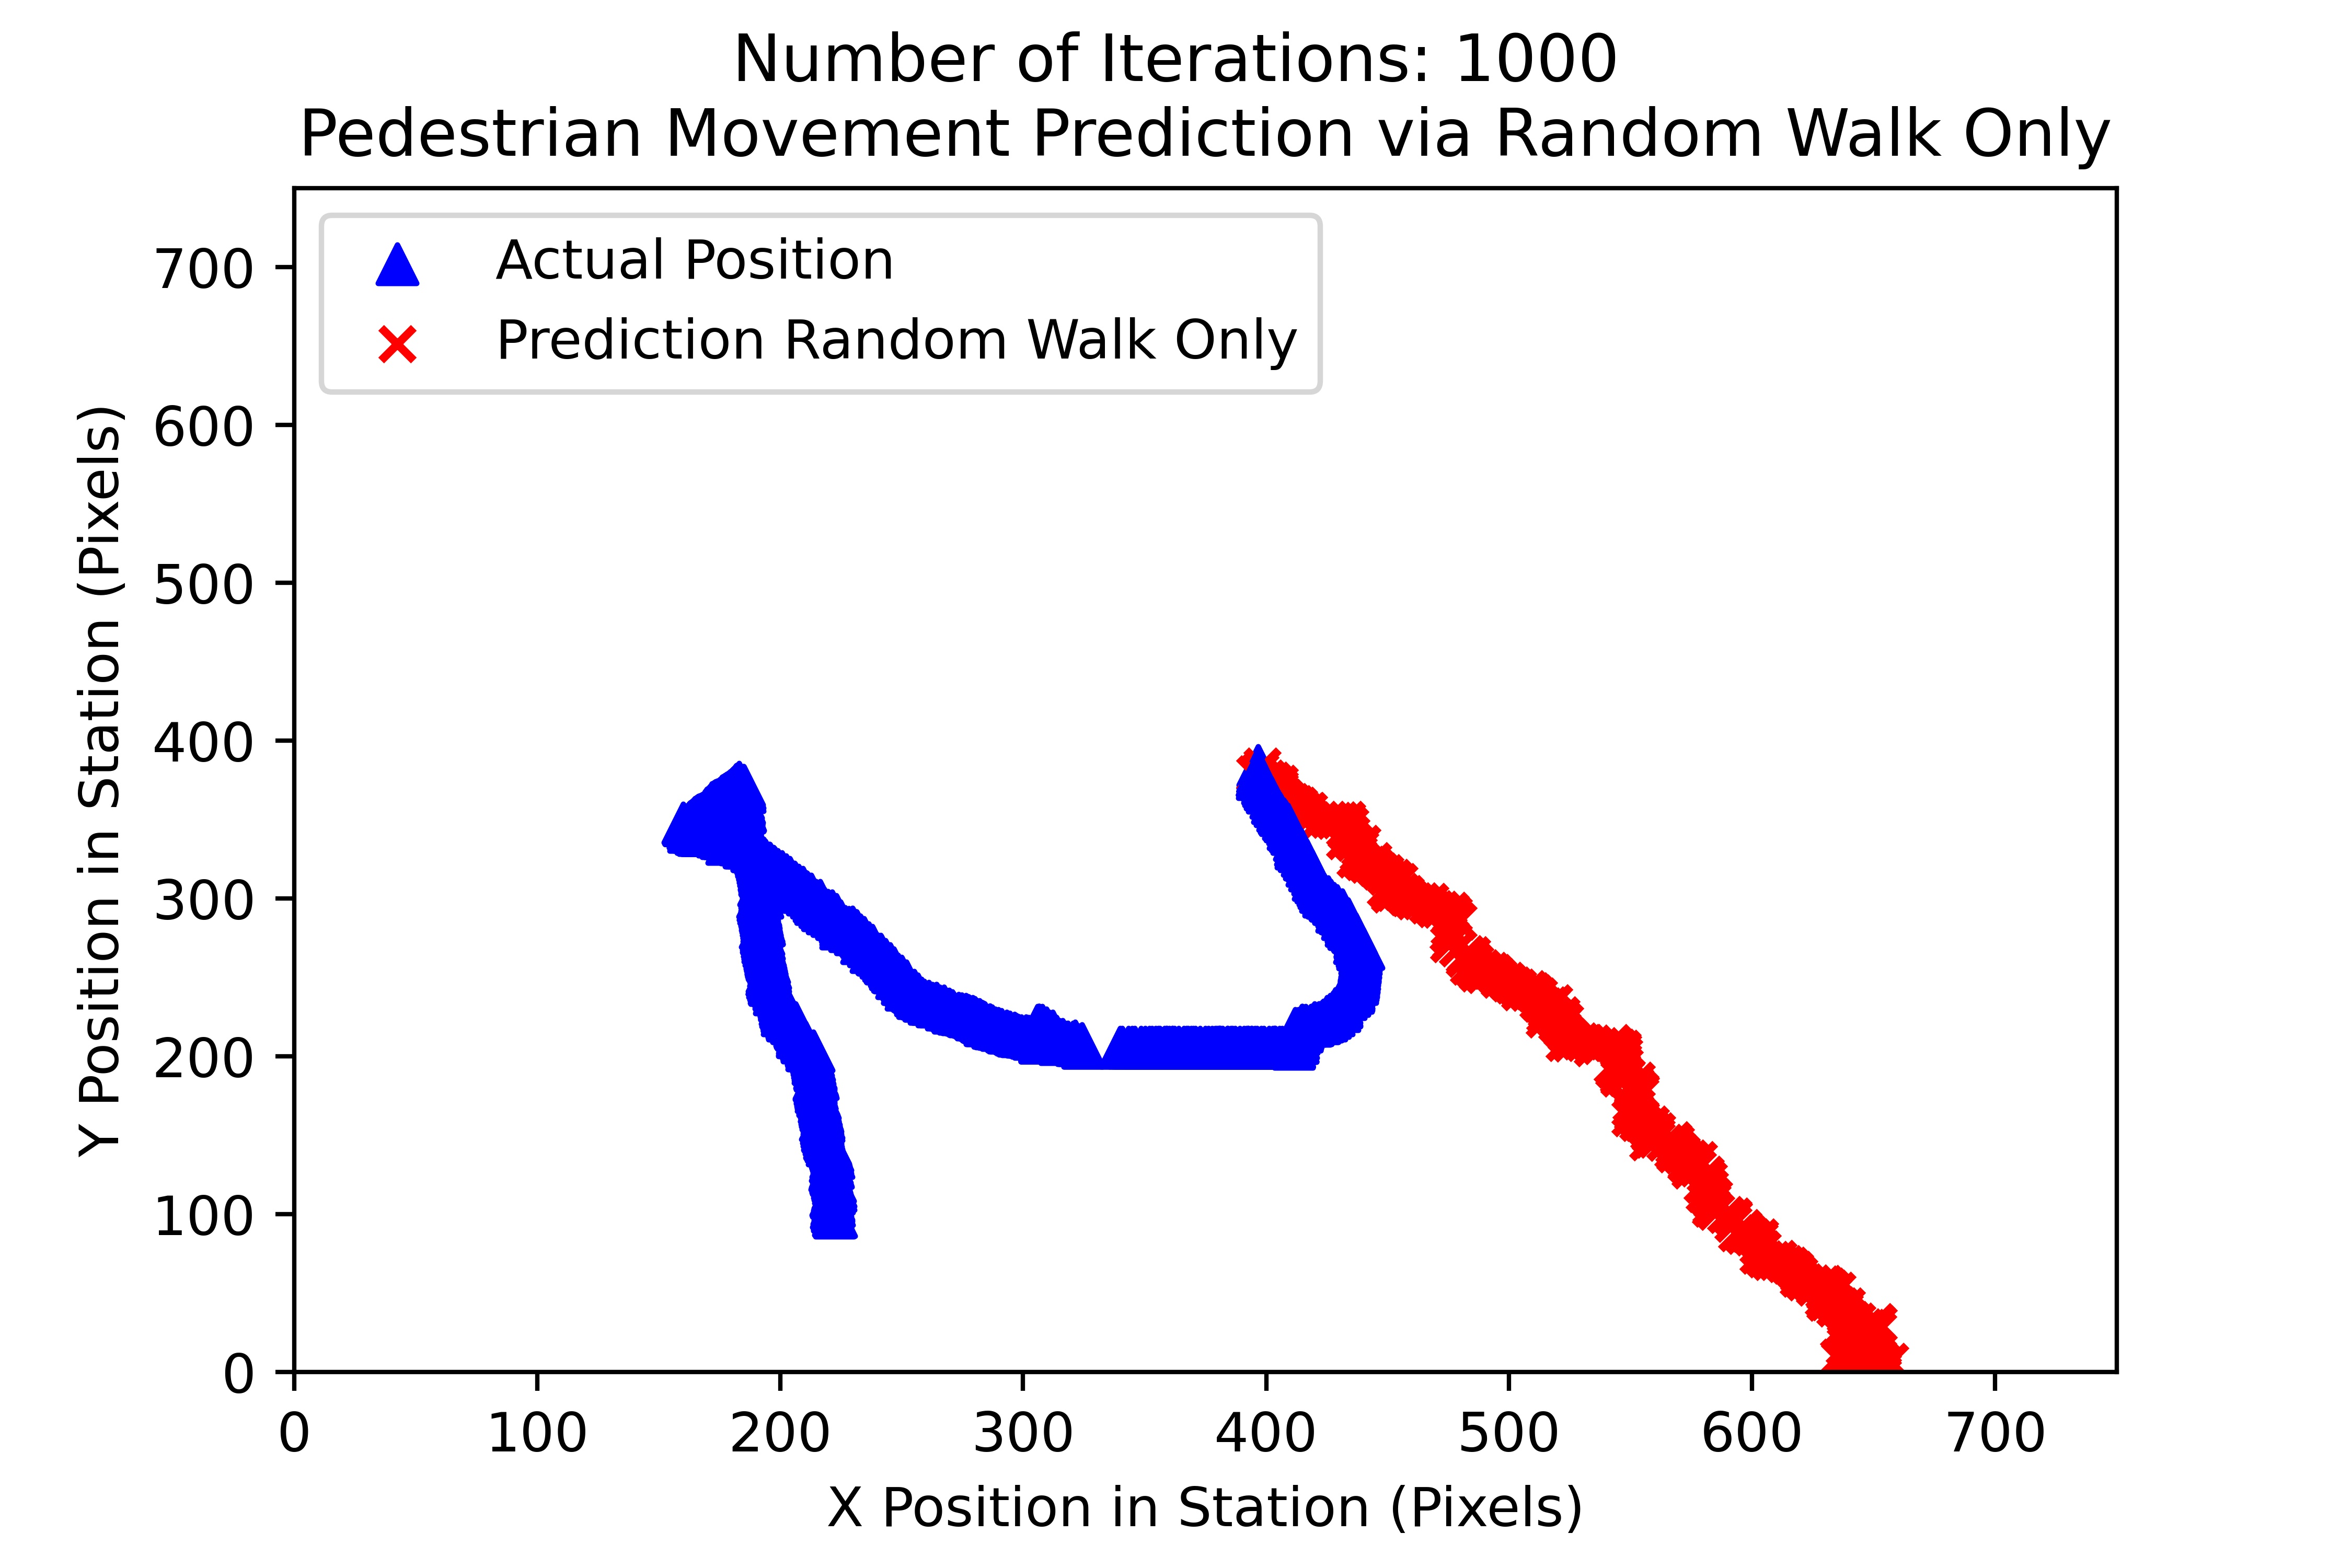 Number of Iterations: 1000
Pedestrian Movement Prediction via Random Walk Only
Actual Position
Prediction Random Walk Only
Y Position in Station (Pixels)
700
600
500
400
300
200
100
0
0 100 200 300 400 500 600 700
X Position in Station (Pixels)